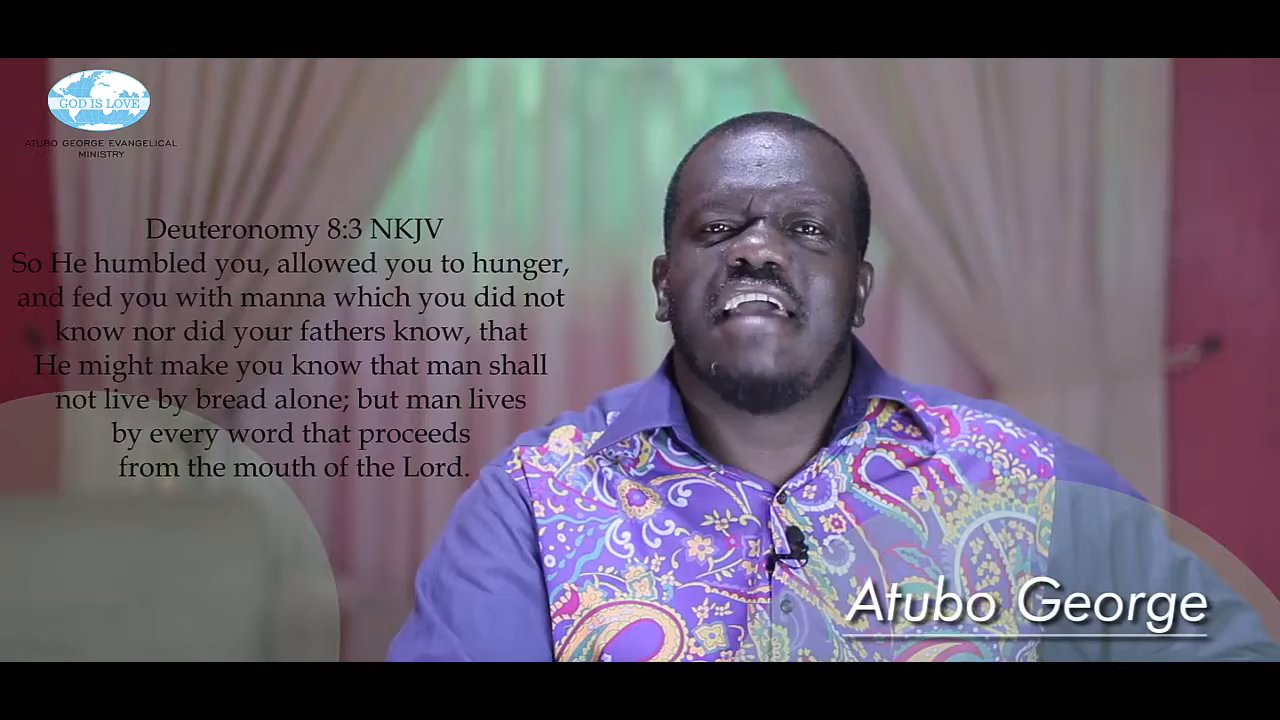 GOD IS LOVE
ATUBO GEORGE EVANGELICAL
MINISTRY
Deuteronomy 8:3 NKJV
So He humbled you, allowed you to hunger,
and fed you with manna which you did not
know nor did your fathers know, that
He might make you know that man shall
not live by bread alone; but man lives
by every word that proceeds
from the mouth of the Lord.
Atubo George